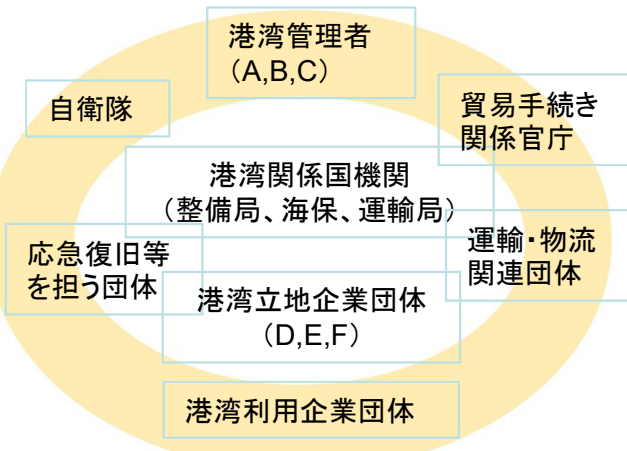 港湾管理者
（A,B,C）
自衛隊
貿易手続き
関係官庁
港湾関係国機関
（整備局、海保、運輸局）
応急復旧等
を担う団体
運輸・物流
関連団体
港湾立地企業団体
（D,E,F）
港湾利用企業団体